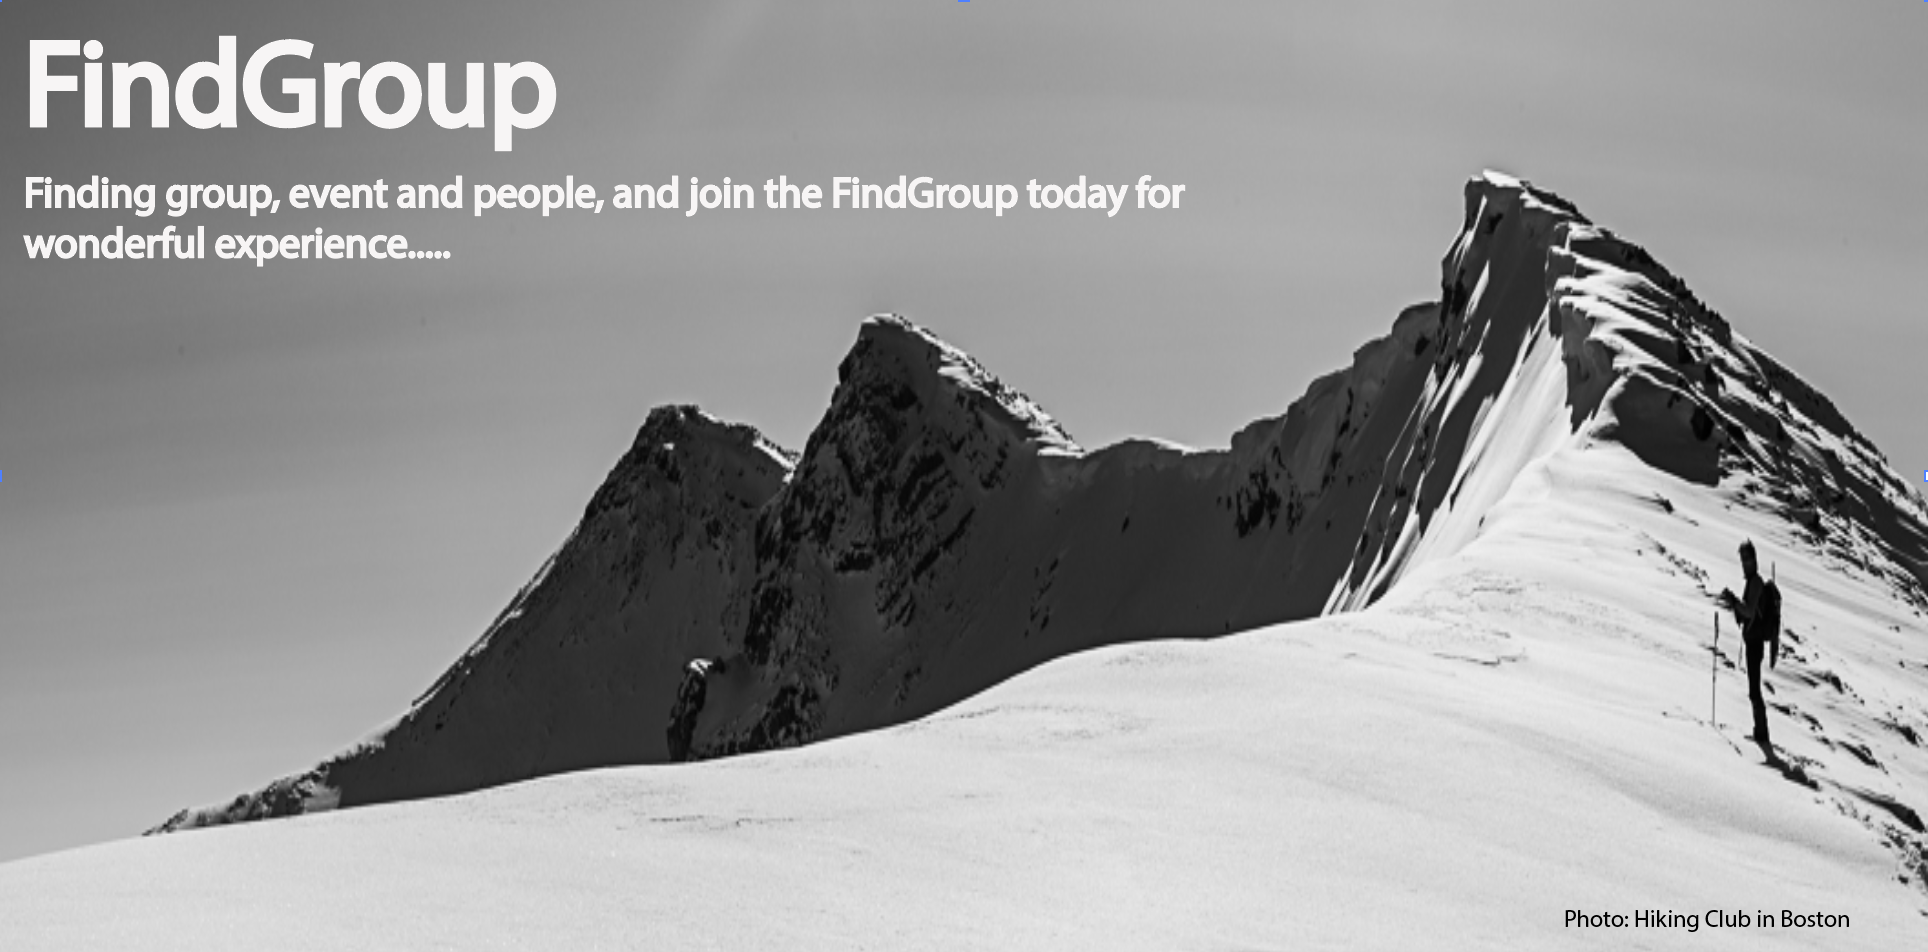 FindGroup
Finding group, event and people, and join the FindGroup today for
wonderful experience.....
Photo: Hiking Club in Boston